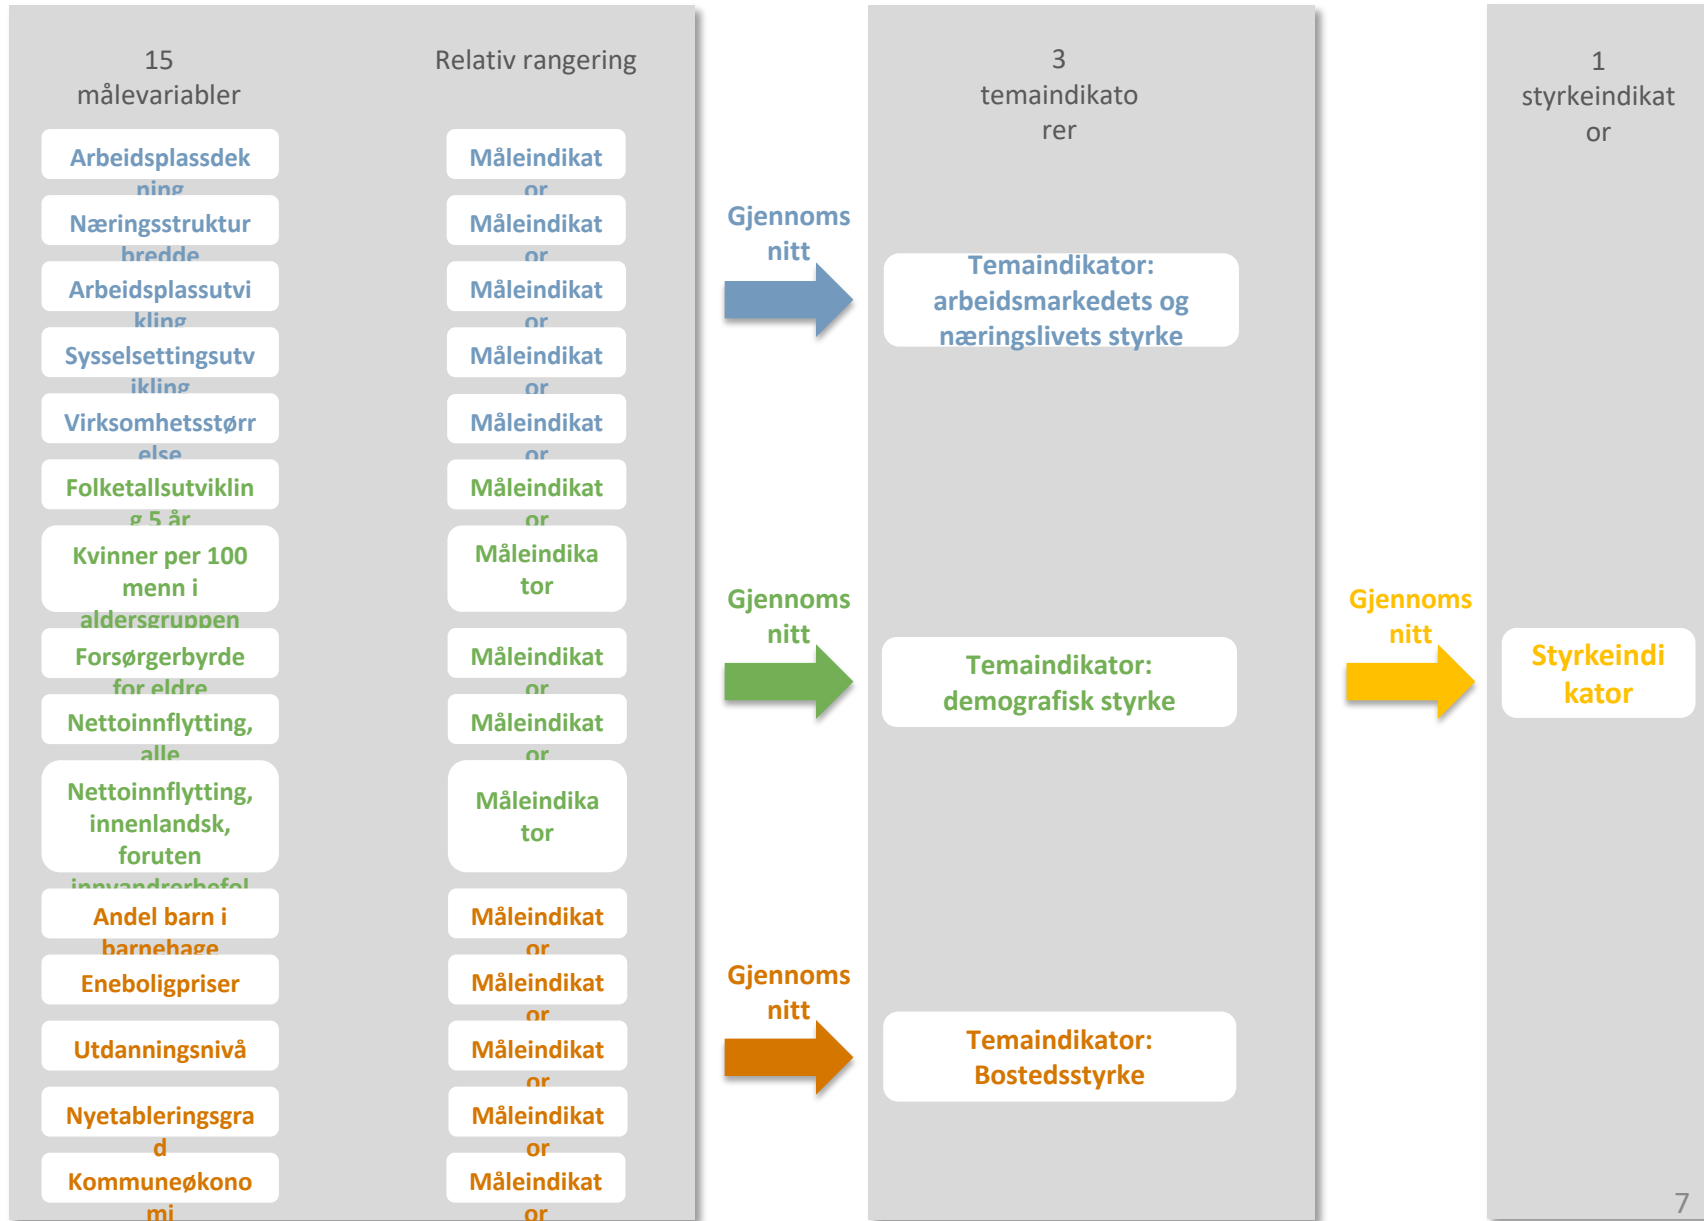 15
målevariabler
Relativ rangering
Arbeidsplassdek
ning
Måleindikat
or
Næringsstruktur
bredde
Måleindikat
or
Arbeidsplassutvi
kling
Måleindikat
or
Sysselsettingsutv
ikling
Måleindikat
or
Virksomhetsstørr
else
Måleindikat
or
Folketallsutviklin
g 5 år
Måleindikat
or
Kvinner per 100
menn i
aldersgruppen
Måleindika
tor
Forsørgerbyrde
for eldre
Måleindikat
or
Nettoinnflytting,
alle
Måleindikat
or
Nettoinnflytting,
innenlandsk,
foruten
innvandrerbefol
Måleindika
tor
Andel barn i
barnehage
Måleindikat
or
Eneboligpriser
Måleindikat
or
Utdanningsnivå
Måleindikat
or
Nyetableringsgra
d
Måleindikat
or
Kommuneøkono
mi
Måleindikat
or
Gjennoms
nitt
Gjennoms
nitt
Gjennoms
nitt
3
temaindikato
rer
Temaindikator:
arbeidsmarkedets og
næringslivets styrke
Temaindikator:
demografisk styrke
Temaindikator:
Bostedsstyrke
Gjennoms
nitt
1
styrkeindikat
or
Styrkeindi
kator
7